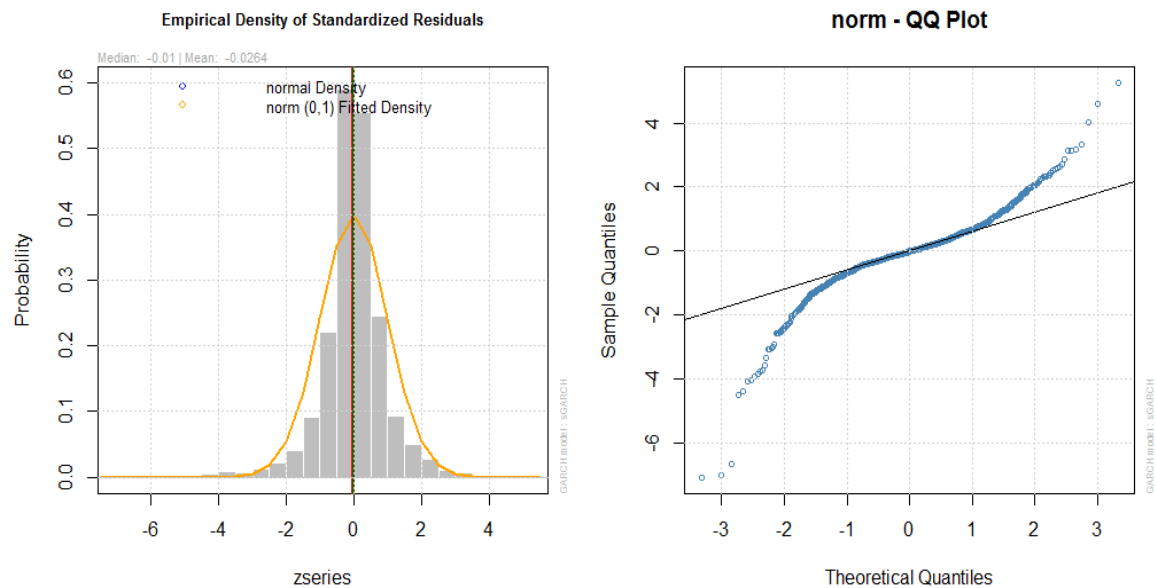 Empirical Density of Standardized Residuals
Median: -0.01 | Mean: -0.0264
normal Density
norm (0,1) Fitted Density
Probability
0.0
0.1
0.2
0.3
0.4
0.5
0.6
-6
-4
-2
0
2
4
zseries
GARCH model : sGARCH
norm - QQ Plot
Sample Quantiles
-6
-4
-2
0
2
4
-3
-2
-1
0
1
2
3
Theoretical Quantiles
GARCH model : sGARCH